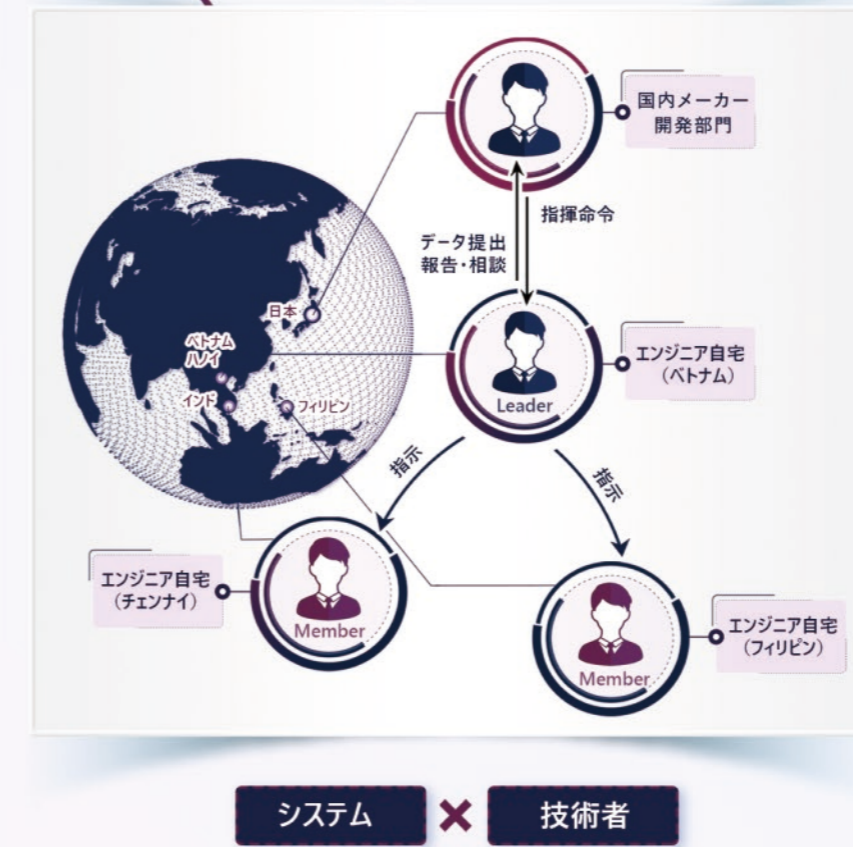 国内メーカー
開発部門
指揮命令
データ提出
報告・相談
日本
ベトナム
ハノイ
インド
フィリピン
Leader
エンジニア自宅
（ベトナム）
指示
指示
エンジニア自宅
（チェンナイ）
Member
エンジニア自宅
（フィリピン）
Member
システム × 技術者